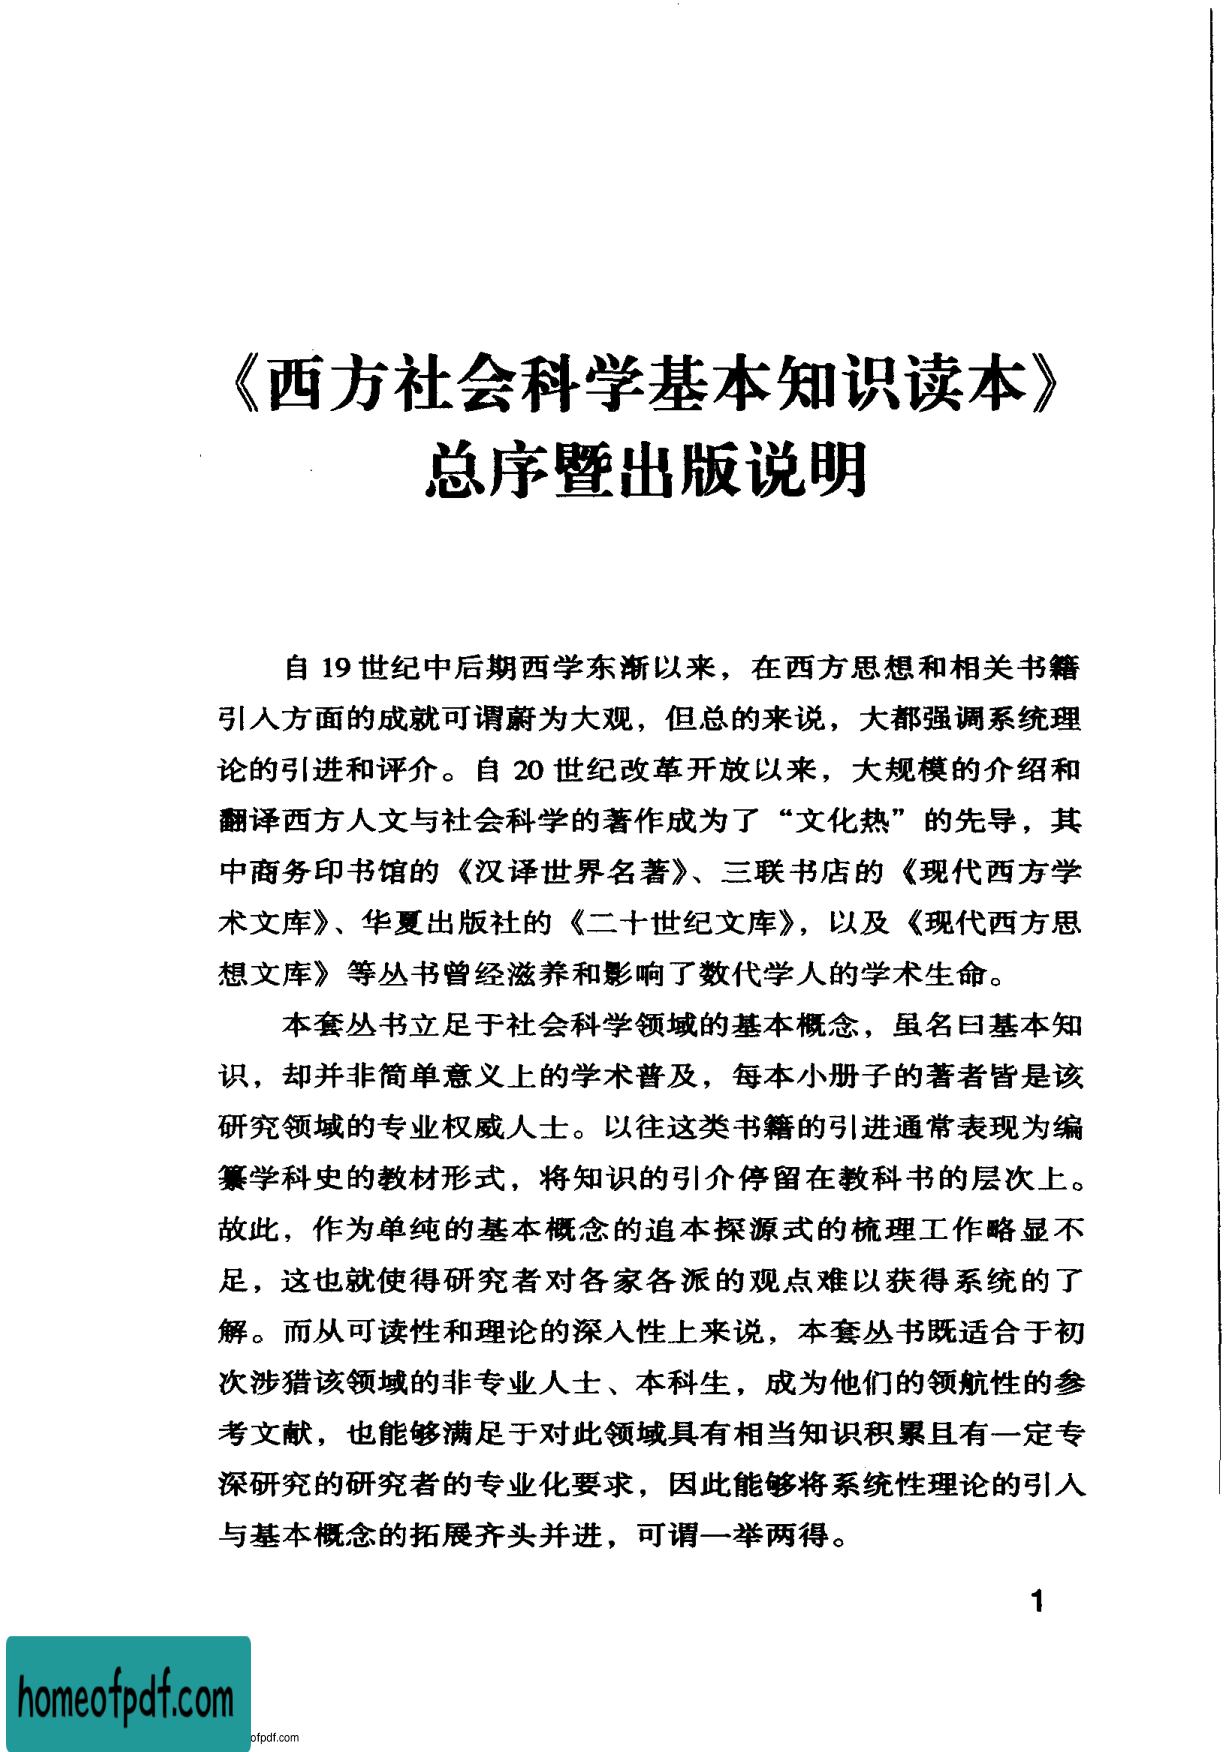 《西方社会科学基本知识读本》
总序暨出版说明
自 19 世纪中后期西学东渐以来，在西方思想和相关书籍
引入方面的成就可谓蔚为大观，但总的来说，大都强调系统理
论的引进和评介。自 20 世纪改革开放以来，大规模的介绍和
翻译西方人文与社会科学的著作成为了“文化热”的先导，其
中商务印书馆的《汉译世界名著》、三联书店的《现代西方学
术文库》、华夏出版社的《二十世纪文库》，以及《现代西方思
想文库》等丛书曾经滋养和影响了数代学人的学术生命。
本套丛书立足于社会科学领域的基本概念，虽名曰基本知
识，却并非简单意义上的学术普及，每本小册子的著者皆是该
研究领域的专业权威人士。以往这类书籍的引进通常表现为编
纂学科史的教材形式，将知识的引介停留在教科书的层次上。
故此，作为单纯的基本概念的追本探源式的梳理工作略显不
足，这也就使得研究者对各家各派的观点难以获得系统的了
解。而从可读性和理论的深入性上来说，本套丛书既适合于初
次涉猎该领域的非专业人士、本科生，成为他们的领航性的参
考文献，也能够满足于对此领域具有相当知识积累且有一定专
深研究的研究者的专业化要求，因此能够将系统性理论的引入
与基本概念的拓展齐头并进，可谓一举两得。
1
homeofpdf.com
ofpdf.com